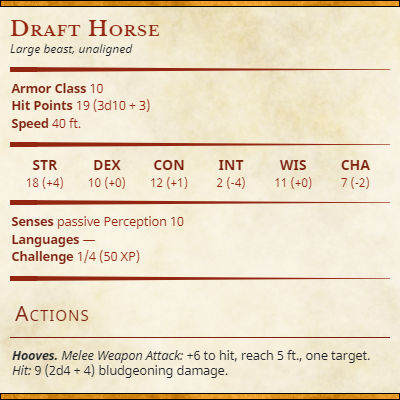 Draft Horse
Large beast, unaligned
Armor Class 10
Hit Points 19 (3d10 + 3)
Speed 40 ft.
STR DEX CON INT WIS CHA
18 (+4) 10 (+0) 12 (+1) 2 (-4) 11 (+0) 7 (-2)
Senses passive Perception 10
Languages —
Challenge 1/4 (50 XP)
Actions
Hooves. Melee Weapon Attack: +6 to hit, reach 5 ft., one target.
Hit: 9 (2d4 + 4) bludgeoning damage.